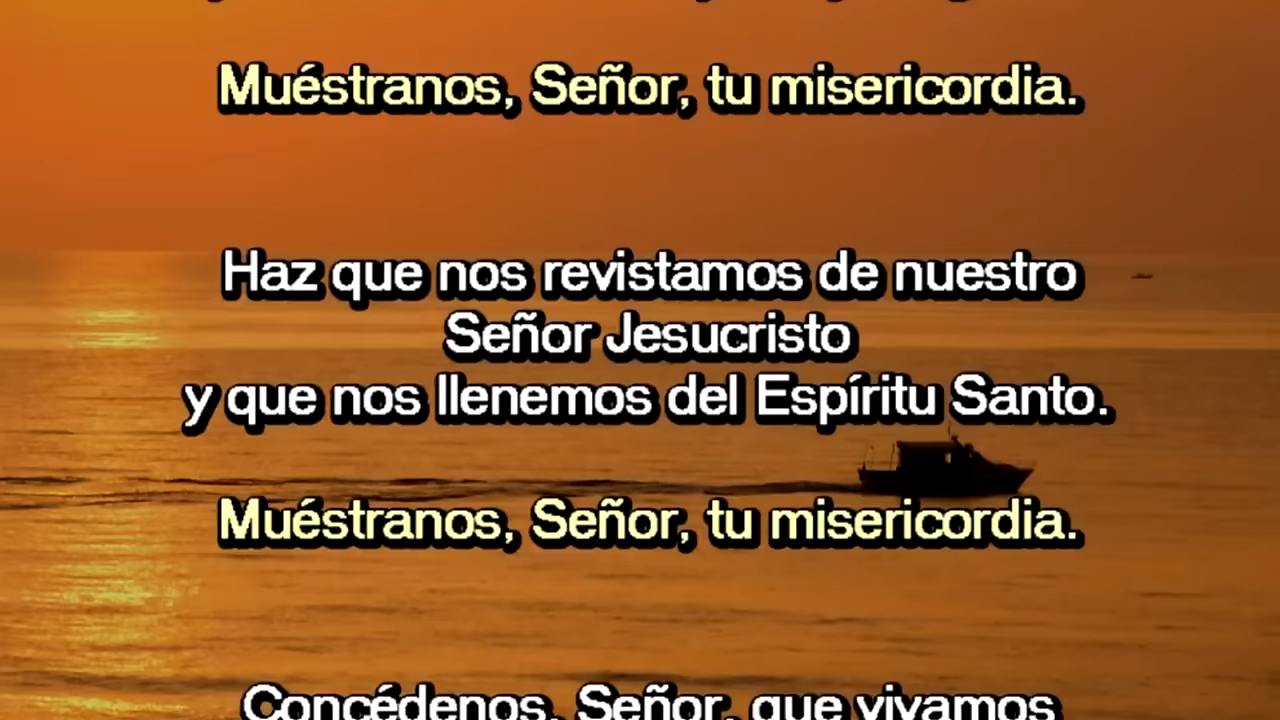 Muéstranos, Señor, tu misericordia.
Haz que nos revistamos de nuestro
Señor Jesucristo
y que nos llenemos del Espíritu Santo.
Muéstranos, Señor, tu misericordia.
Concédenos, Señor, que vivamos